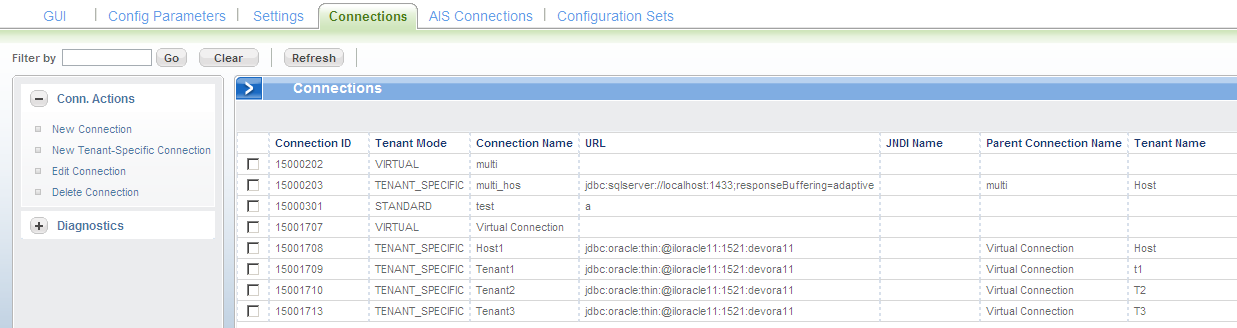 GUI | Config Parameters | Settings | Connections | AIS Connections | Configuration Sets
Filter by Go Clear Refresh
Conn. Actions
New Connection
New Tenant-Specific Connection
Edit Connection
Delete Connection
Diagnostics
Connections
Connection ID Tenant Mode Connection Name URL JNDI Name Parent Connection Name Tenant Name
15000202 VIRTUAL multi
15000203 TENANT_SPECIFIC multi_hos jdbc:sqlserver://localhost:1433;responseBuffering=adaptive multi Host
15000301 STANDARD test a
15001707 VIRTUAL Virtual Connection
15001708 TENANT_SPECIFIC Host1 jdbc:oracle:thin:@iloracle11:1521:devora11 Virtual Connection Host
15001709 TENANT_SPECIFIC Tenant1 jdbc:oracle:thin:@iloracle11:1521:devora11 Virtual Connection t1
15001710 TENANT_SPECIFIC Tenant2 jdbc:oracle:thin:@iloracle11:1521:devora11 Virtual Connection T2
15001713 TENANT_SPECIFIC Tenant3 jdbc:oracle:thin:@iloracle11:1521:devora11 Virtual Connection T3